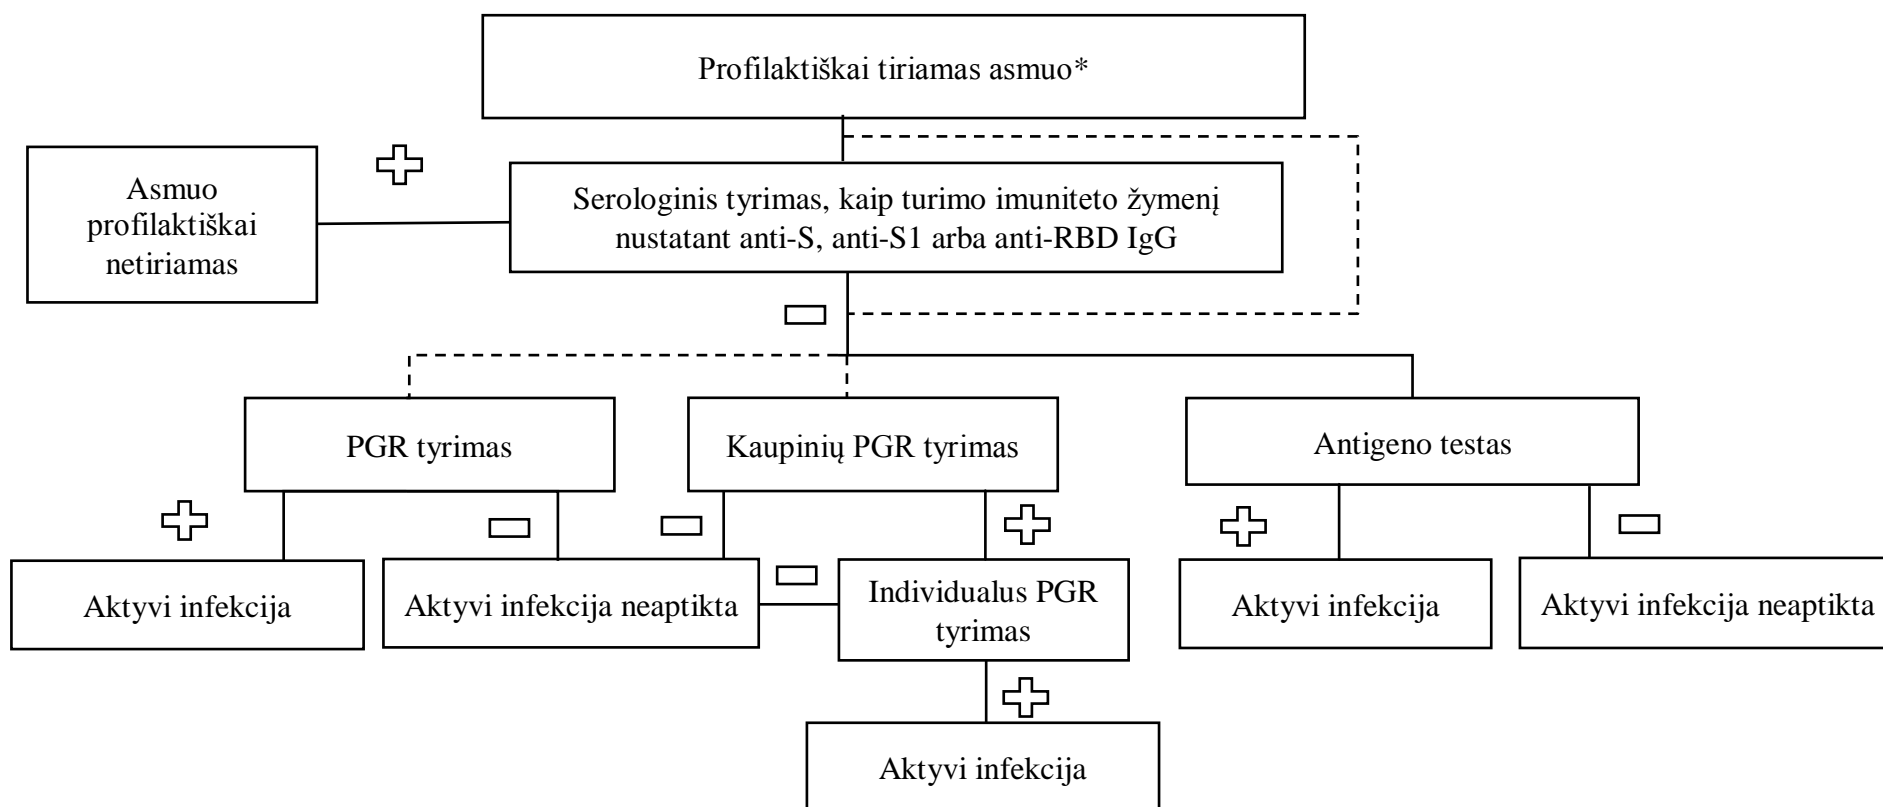 Profilaktiškai tiriamas asmuo*
Asmuo
profilaktiškai
netiriamas
Serologinis tyrimas, kaip turimo imuniteto žymenį
nustatant anti-S, anti-S1 arba anti-RBD IgG
PGR tyrimas
Kaupinių PGR tyrimas
Antigeno testas
Aktyvi infekcija
Aktyvi infekcija neaptikta
Individualus PGR
tyrimas
Aktyvi infekcija
Aktyvi infekcija neaptikta
Aktyvi infekcija